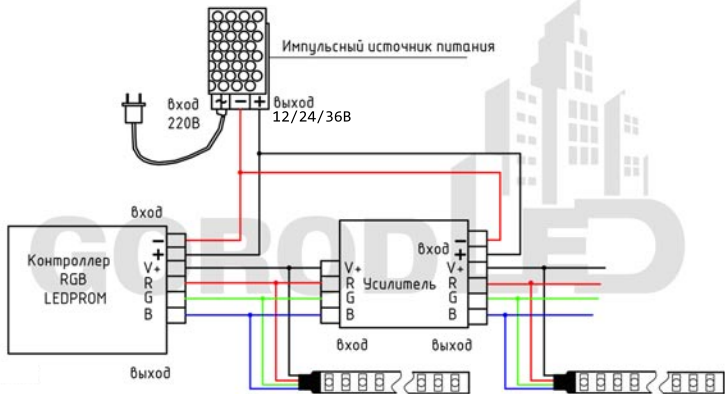 Импульсный источник питания
вход
220В
~ − +
выход
12/24/36В
вход
GORODLED
Контроллер
RGB
LEDPROM
−
+
V+
R
G
B
выход
V+
R
G
B
Усилитель
вход
−
+
V+
R
G
B
вход
выход